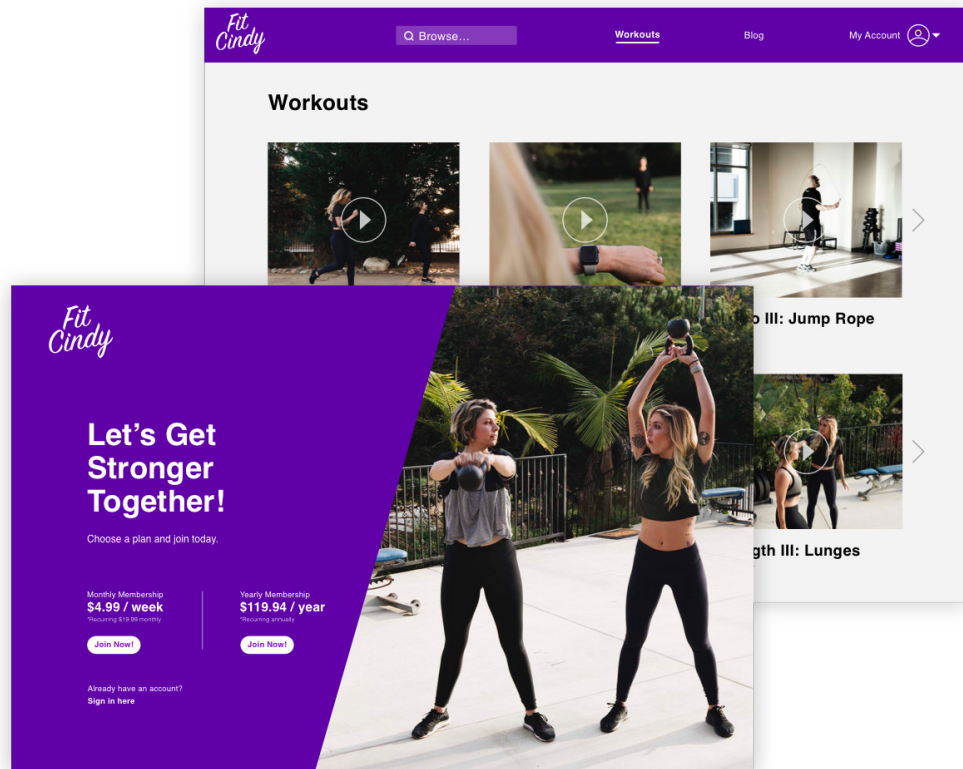 Fit
Cindy
Browse...
Workouts
Blog
My Account
Workouts
III: Jump Rope
III: Lunges
Fit
Cindy
Let's Get
Stronger
Together!
Choose a plan and join today.
Monthly Membership
$4.99 / week
*Recurring $19.99 monthly
Join Now!
Yearly Membership
$119.94 / year
*Recurring annually
Join Now!
Already have an account?
Sign in here